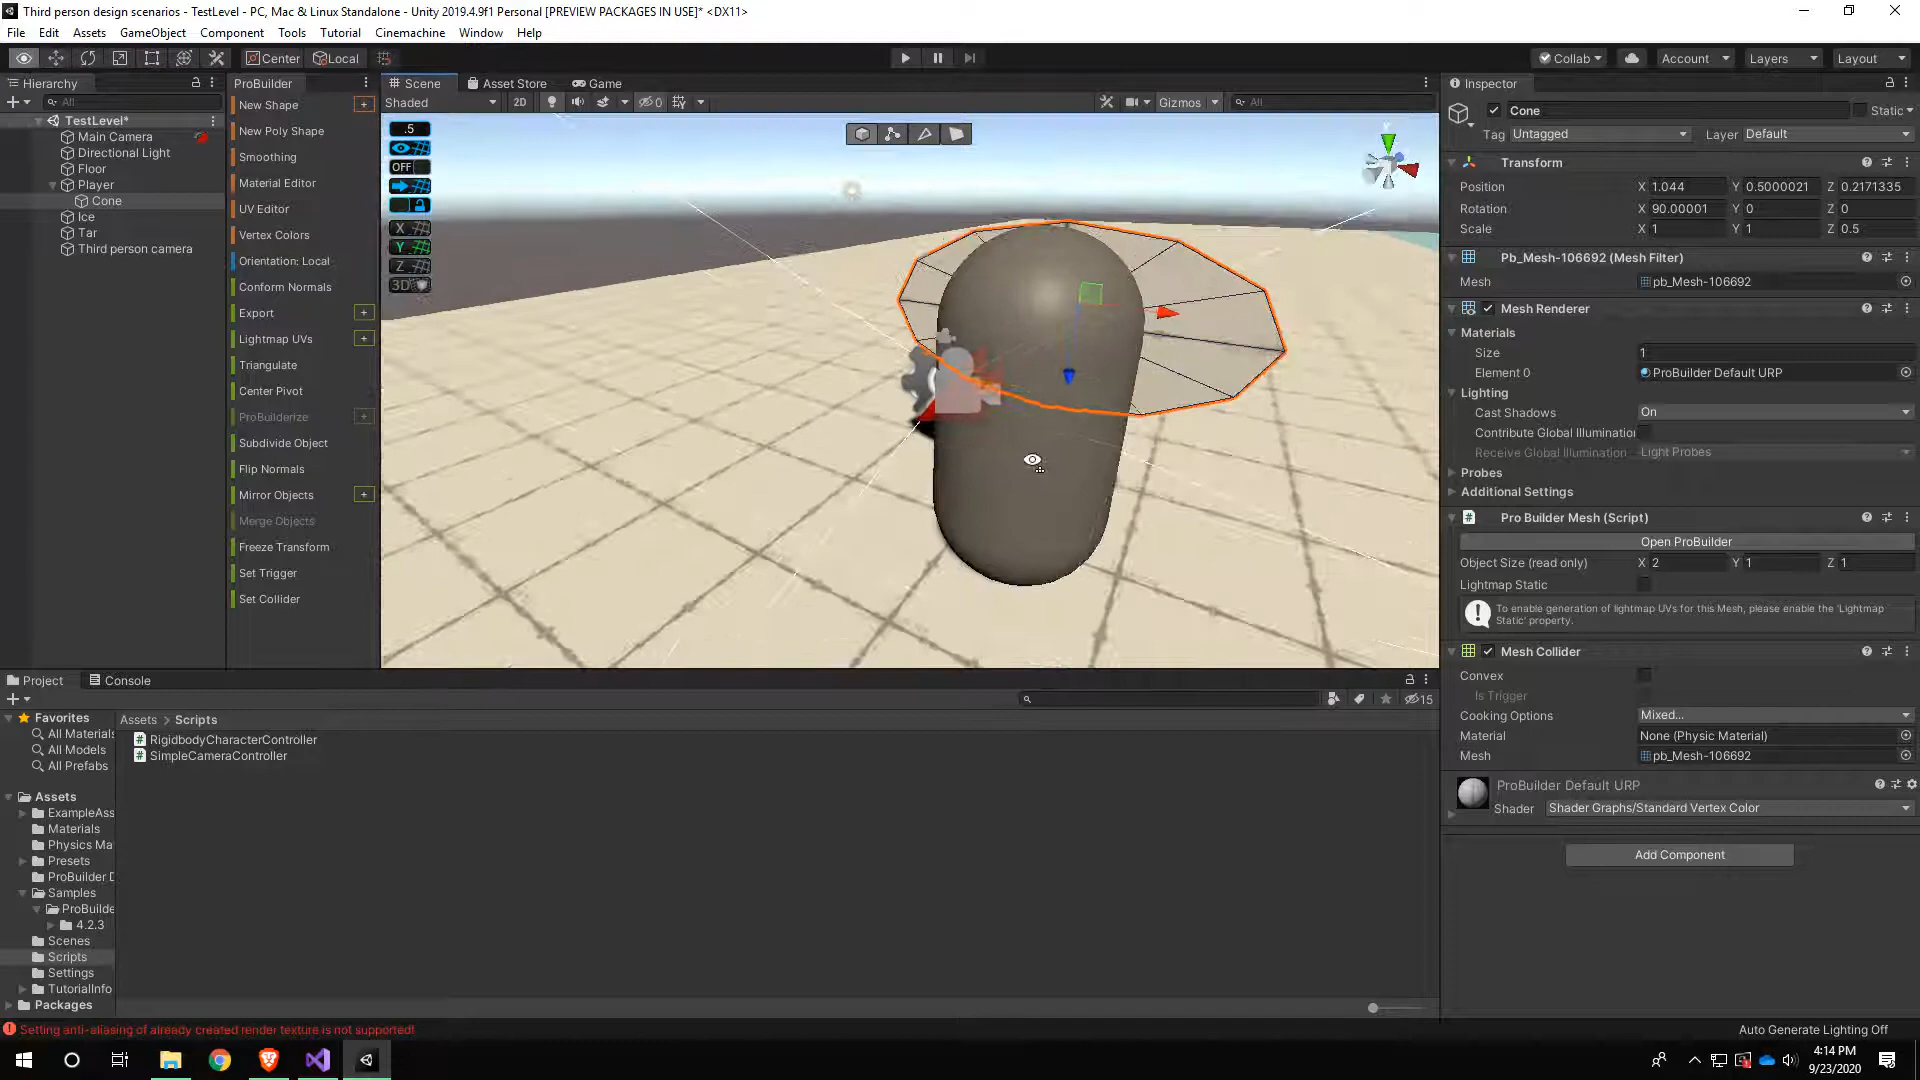 Third person design scenarios - TestLevel - PC, Mac & Linux Standalone - Unity 2019.4.9f1 Personal [PREVIEW PACKAGES IN USE]* <DX11>
File Edit Assets GameObject Component Tools Tutorial Cinemachine Window Help
Center Local Collab Account Layers Layout
Hierarchy
All
TestLevel*
Main Camera
Directional Light
Floor
Player
Cone
Ice
Tar
Third person camera
ProBuilder
New Shape
New Poly Shape
Smoothing
Material Editor
UV Editor
Vertex Colors
Orientation: Local
Conform Normals
Export
Lightmap UVs
Triangulate
Center Pivot
ProBuilderize
Subdivide Object
Flip Normals
Mirror Objects
Merge Objects
Freeze Transform
Set Trigger
Set Collider
Scene Asset Store Game
Shaded 2D 0 Gizmos All
.5
OFF
X
Y
Z
3D
Inspector
Cone Static
Tag Untagged Layer Default
Transform
Position X 1.044 Y 0.5000021 Z 0.2171335
Rotation X 90.00001 Y 0 Z 0
Scale X 1 Y 1 Z 0.5
Pb_Mesh-106692 (Mesh Filter)
Mesh pb_Mesh-106692
Mesh Renderer
Materials
Size 1
Element 0 ProBuilder Default URP
Lighting
Cast Shadows On
Contribute Global Illumination
Receive Global Illumination Light Probes
Probes
Additional Settings
Pro Builder Mesh (Script)
Open ProBuilder
Object Size (read only) X 2 Y 1 Z 1
Lightmap Static
To enable generation of lightmap UVs for this Mesh, please enable the 'Lightmap
Static' property.
Mesh Collider
Convex
Is Trigger
Cooking Options Mixed...
Material None (Physic Material)
Mesh pb_Mesh-106692
ProBuilder Default URP
Shader Shader Graphs/Standard Vertex Color
Add Component
Project Console
15
Favorites
All Materials
All Models
All Prefabs
Assets
ExampleAss
Materials
Physics Ma
Presets
ProBuilder D
Samples
ProBuilde
4.2.3
Scenes
Scripts
Settings
TutorialInfo
Packages
Assets > Scripts
RigidbodyCharacterController
SimpleCameraController
Setting anti-aliasing of already created render texture is not supported!
Auto Generate Lighting Off
4:14 PM
9/23/2020